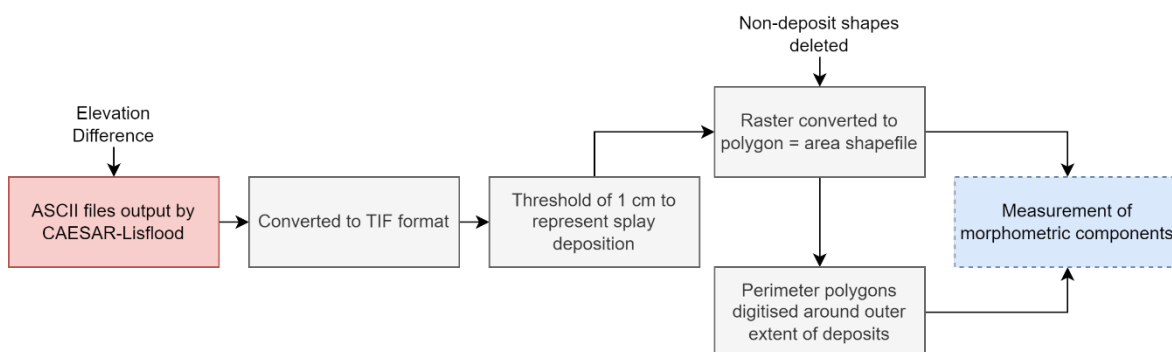 Non-deposit shapes
deleted
Elevation
Difference
Raster converted to
polygon = area shapefile
ASCII files output by
CAESAR-Lisflood
Converted to TIF format
Threshold of 1 cm to
represent splay
deposition
Measurement of
morphometric components
Perimeter polygons
digitised around outer
extent of deposits